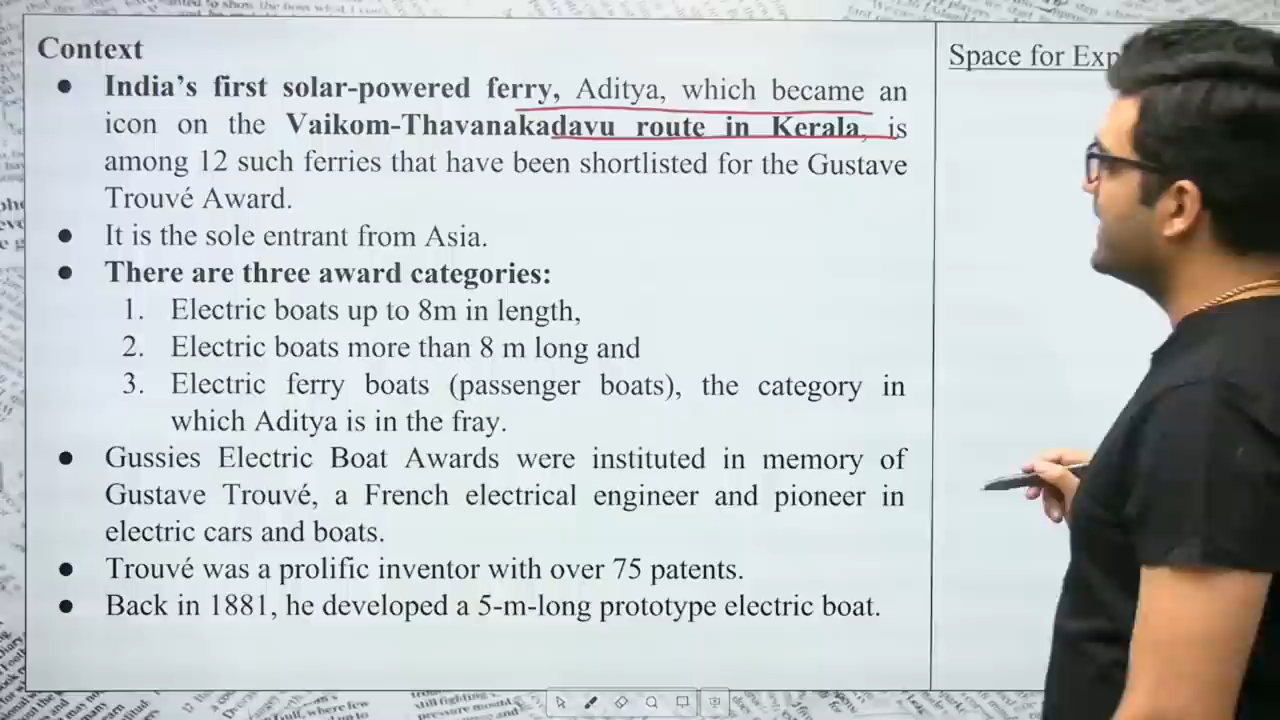 Context
Space for Exp
● India's first solar-powered ferry, Aditya, which became an
icon on the Vaikom-Thavanakadavu route in Kerala, is
among 12 such ferries that have been shortlisted for the Gustave
Trouvé Award.
● It is the sole entrant from Asia.
● There are three award categories:
1. Electric boats up to 8m in length,
2. Electric boats more than 8 m long and
3. Electric ferry boats (passenger boats), the category in
which Aditya is in the fray.
● Gussies Electric Boat Awards were instituted in memory of
Gustave Trouvé, a French electrical engineer and pioneer in
electric cars and boats.
● Trouvé was a prolific inventor with over 75 patents.
● Back in 1881, he developed a 5-m-long prototype electric boat.